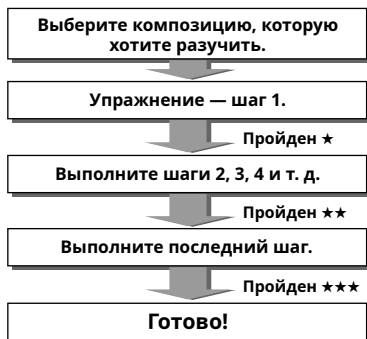 Выберите композицию, которую
хотите разучить.
Упражнение — шаг 1.
Пройден ★
Выполните шаги 2, 3, 4 и т. д.
Пройден ★★
Выполните последний шаг.
Пройден ★★★
Готово!